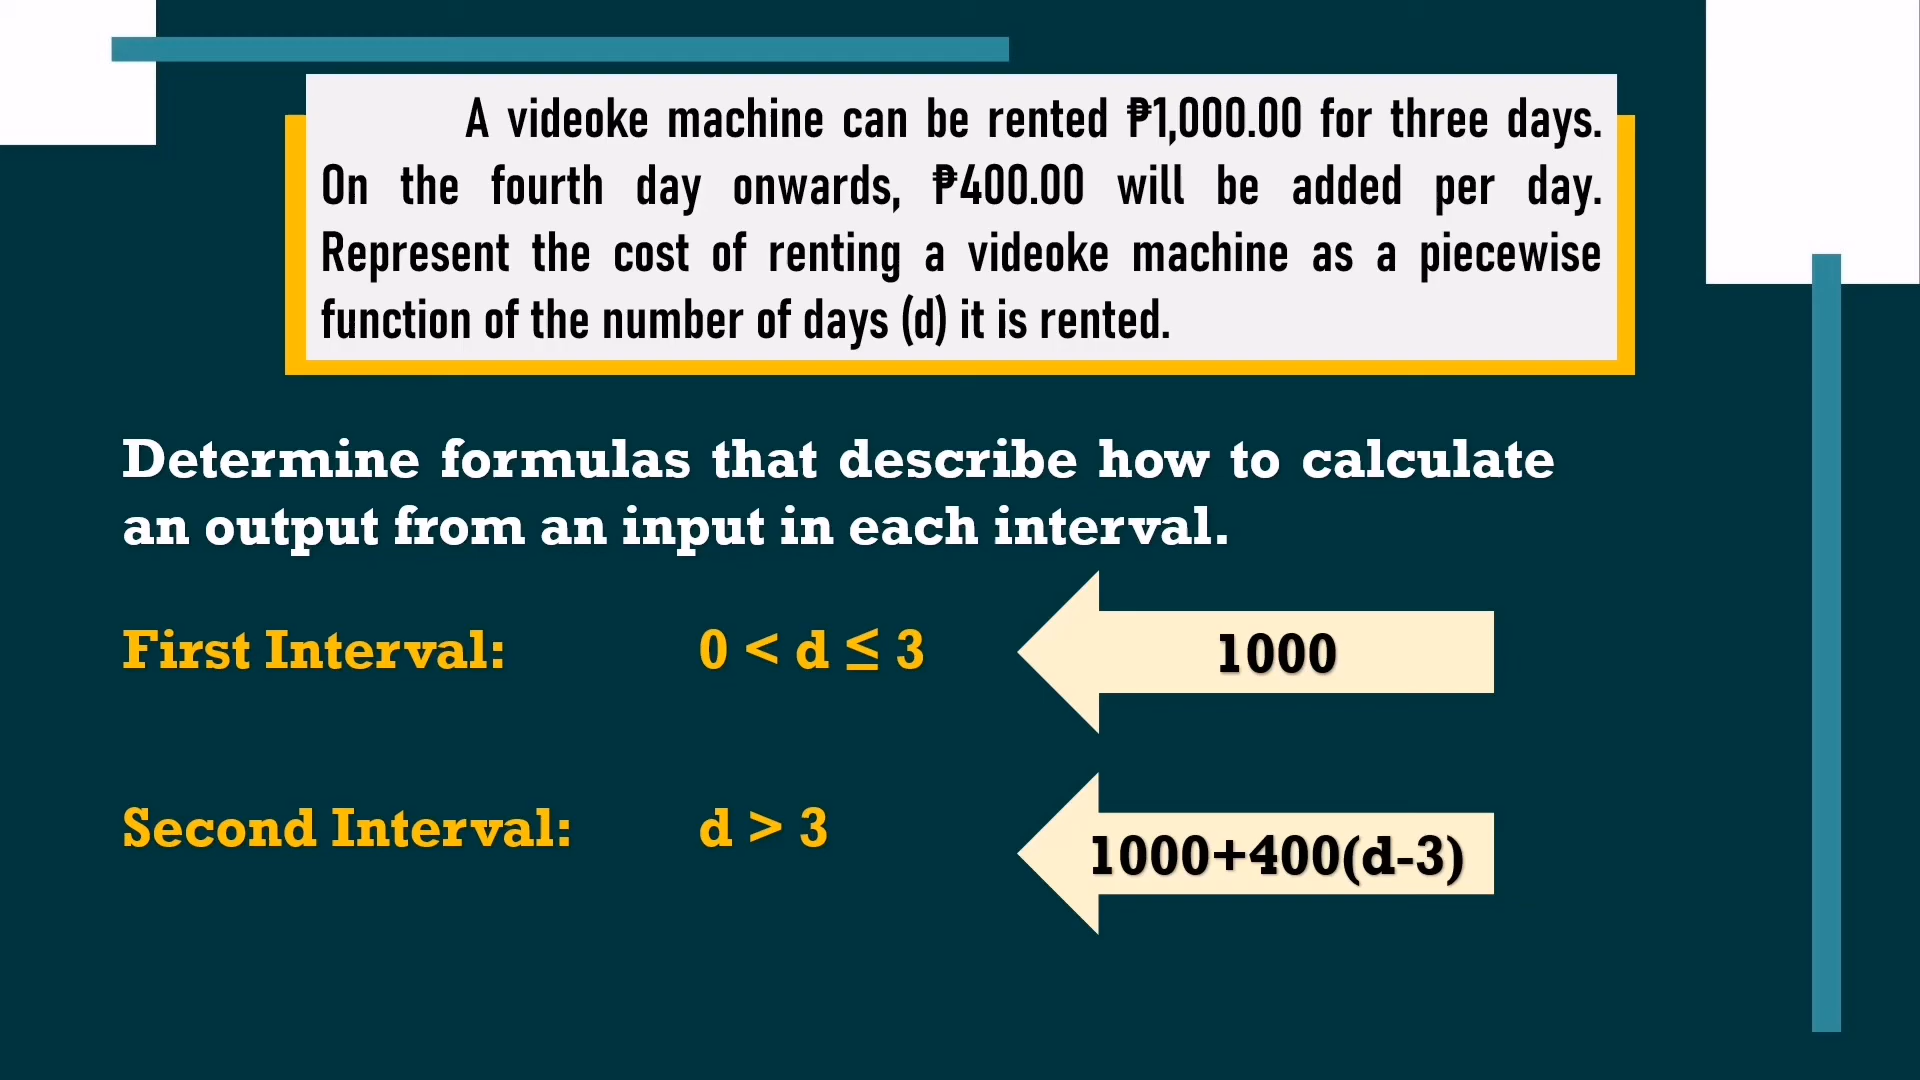 A videoke machine can be rented ₱1,000.00 for three days.
On the fourth day onwards, ₱400.00 will be added per day.
Represent the cost of renting a videoke machine as a piecewise
function of the number of days (d) it is rented.
Determine formulas that describe how to calculate
an output from an input in each interval.
First Interval: 0 < d ≤ 3 1000
Second Interval: d > 3 1000+400(d-3)